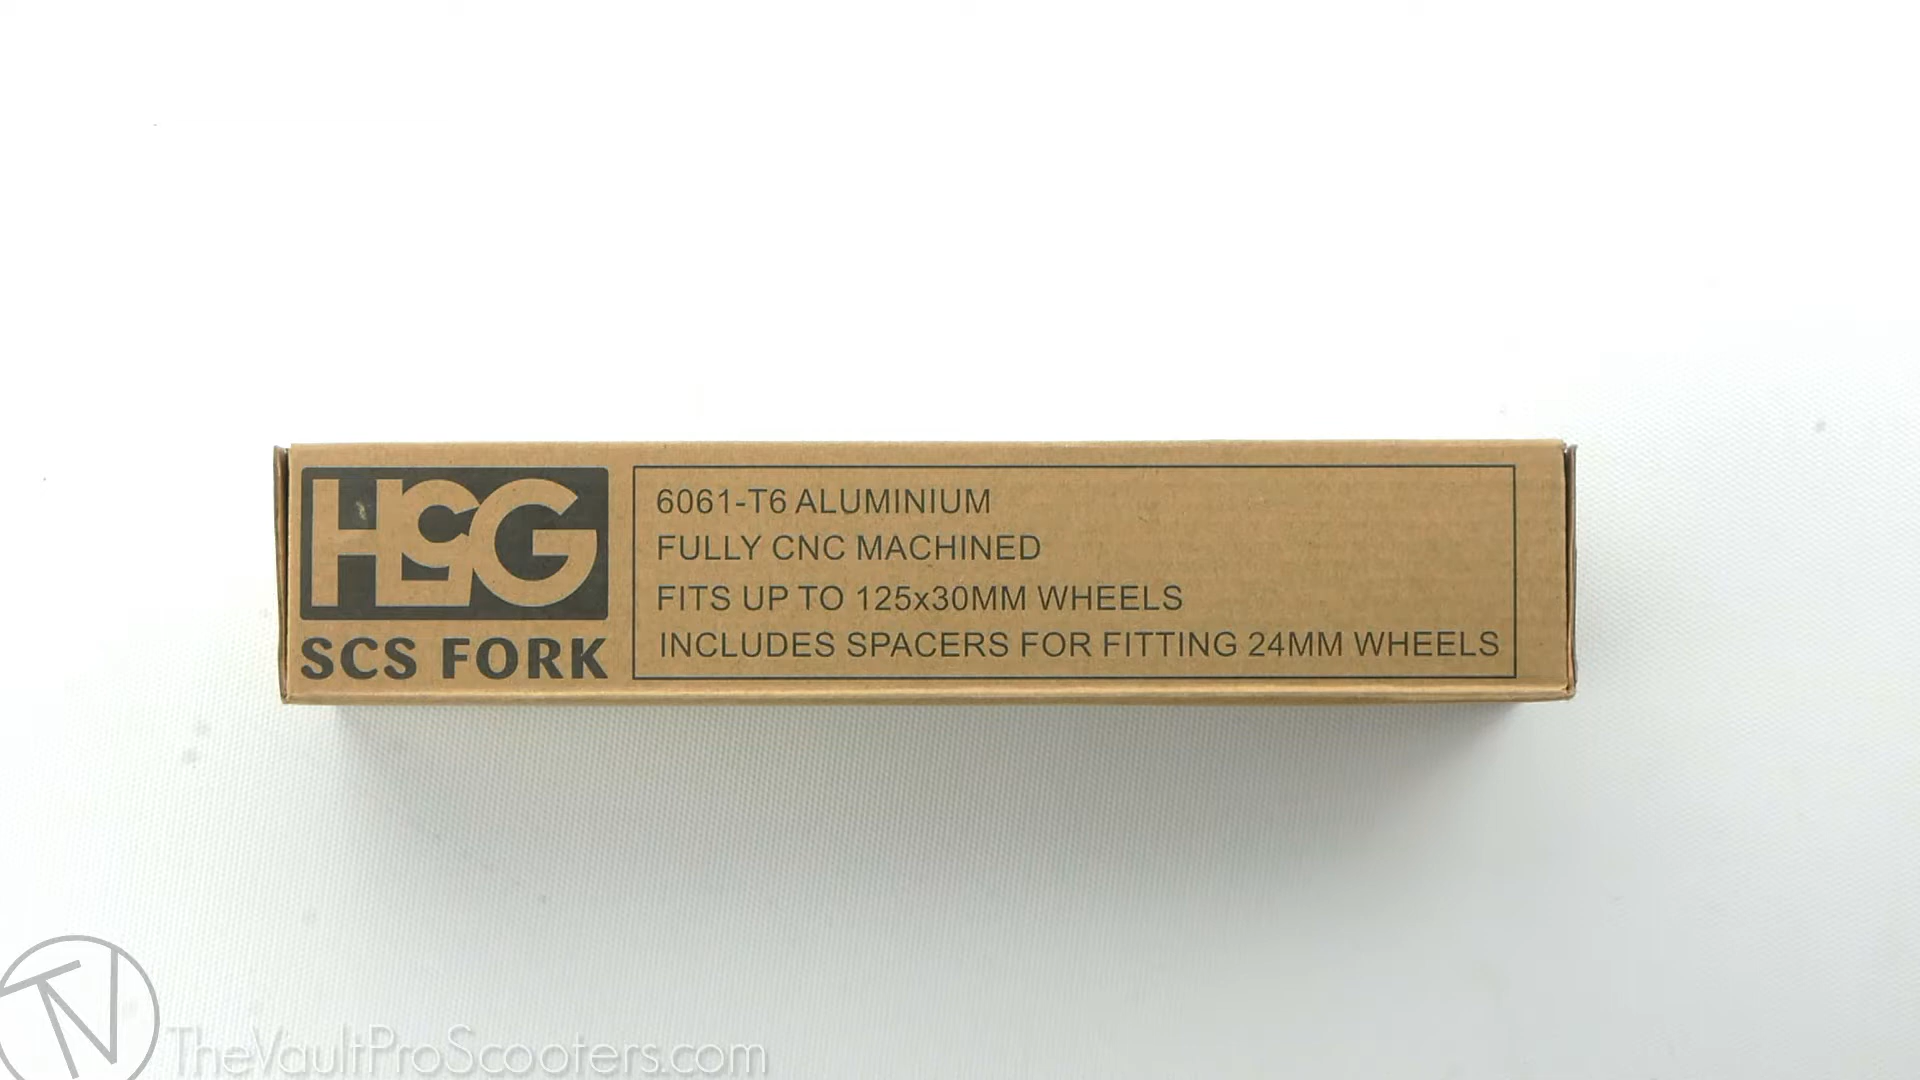 H5G
SCS FORK
6061-T6 ALUMINIUM
FULLY CNC MACHINED
FITS UP TO 125x30MM WHEELS
INCLUDES SPACERS FOR FITTING 24MM WHEELS
TheVaultProScooters.com